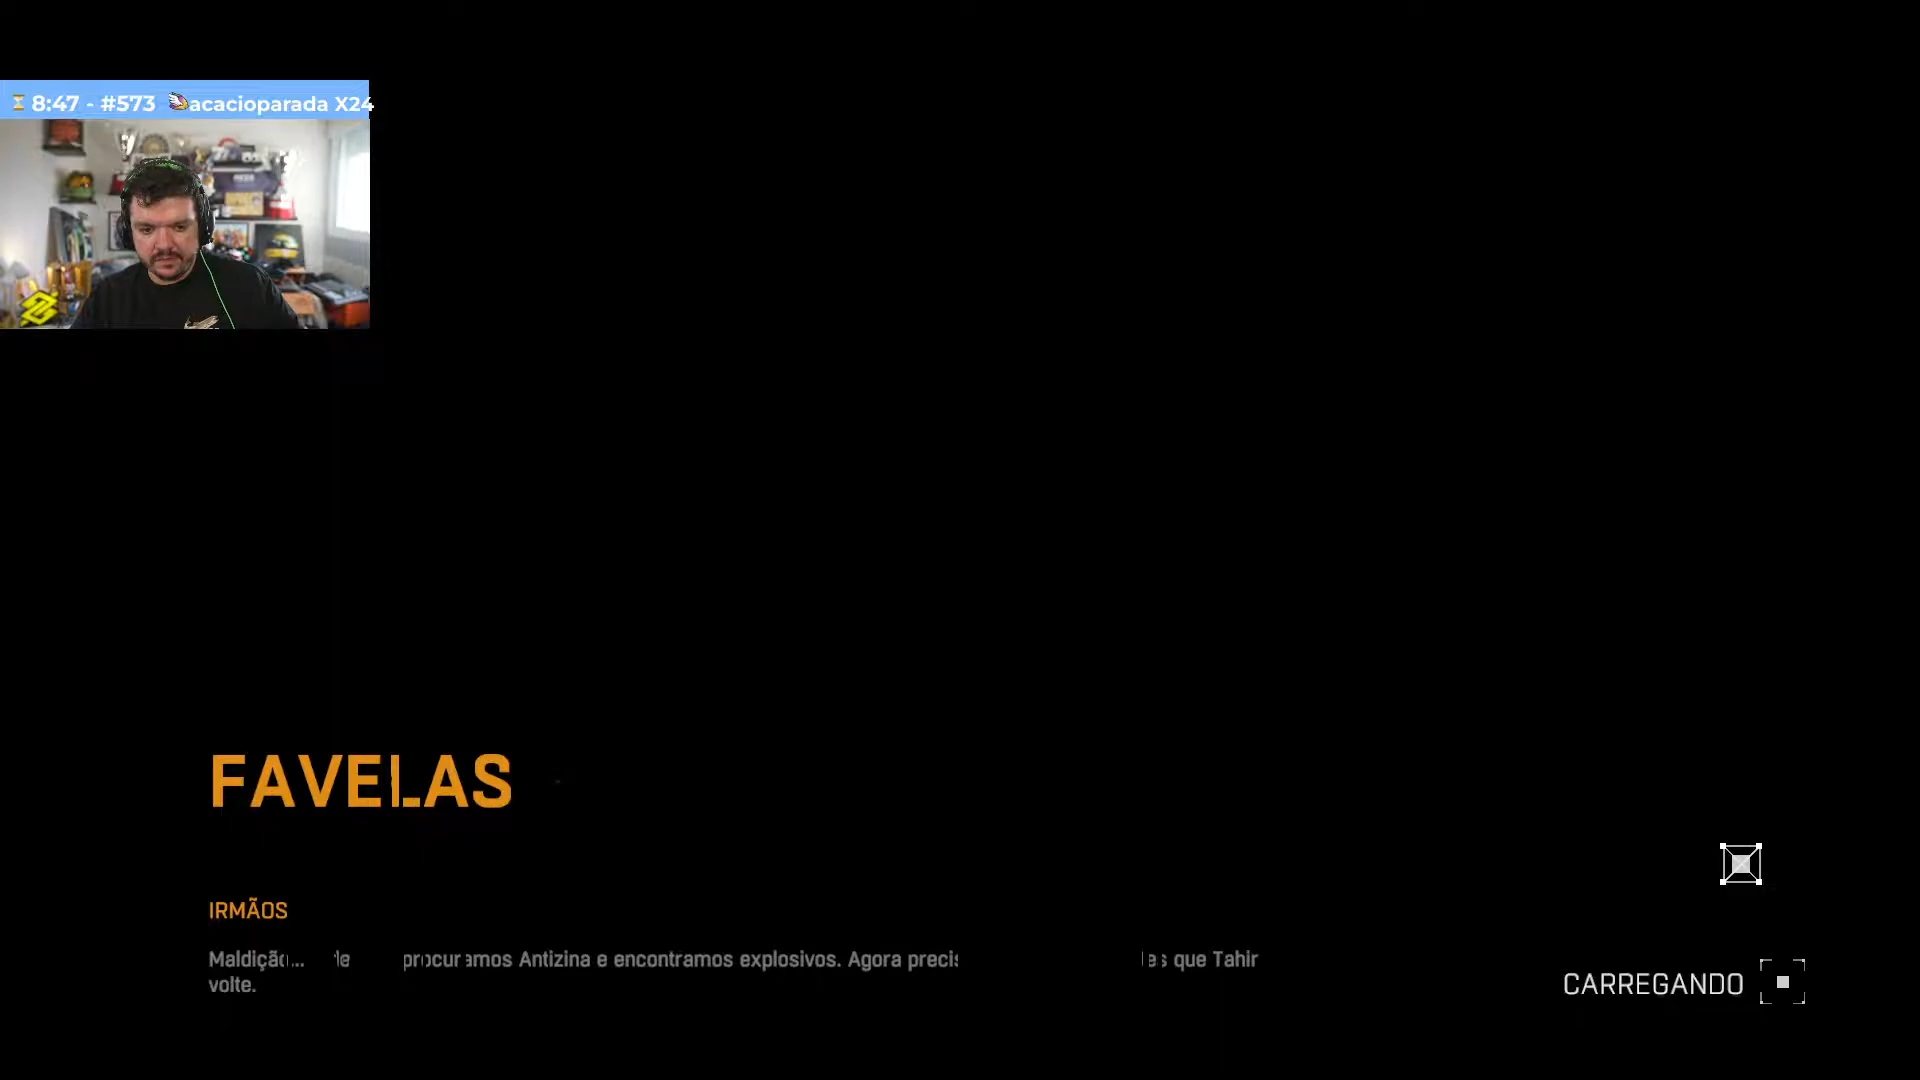 ⏳8:47 - #573 acacioparada X24
FAVELAS
IRMÃOS
Maldição... procuramos Antizina e encontramos explosivos. Agora que Tahir
volte.
CARREGANDO